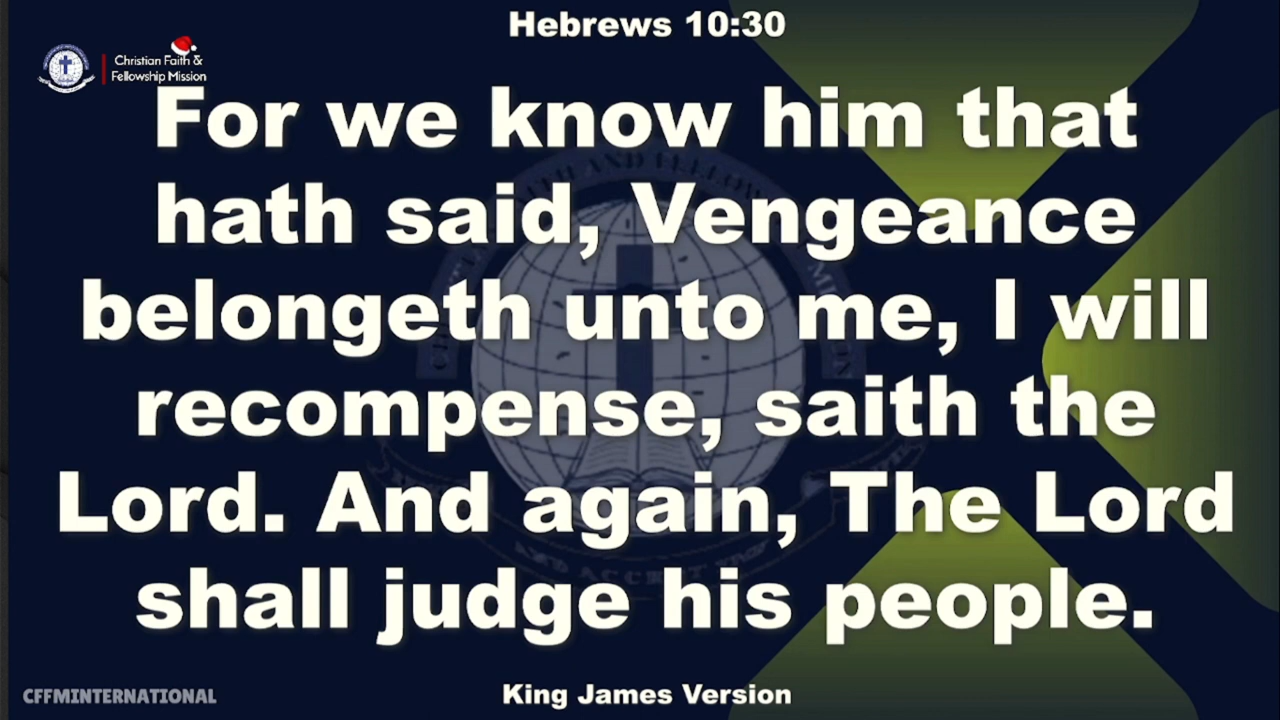 Hebrews 10:30
Christian Faith &
Fellowship Mission
For we know him that
hath said, Vengeance
belongeth unto me, I will
recompense, saith the
Lord. And again, The Lord
shall judge his people.
CFFMINTERNATIONAL
King James Version